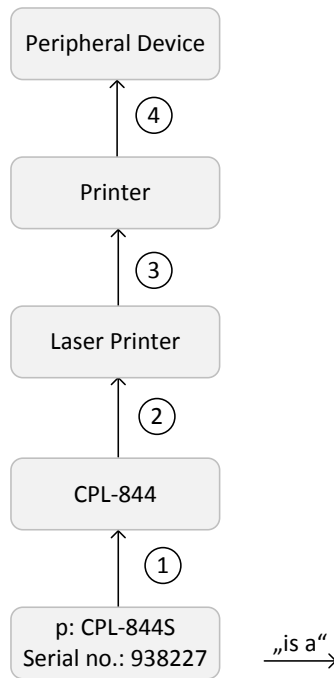 Peripheral Device
4
Printer
3
Laser Printer
2
CPL-844
1
p: CPL-844S
Serial no.: 938227
„is a“